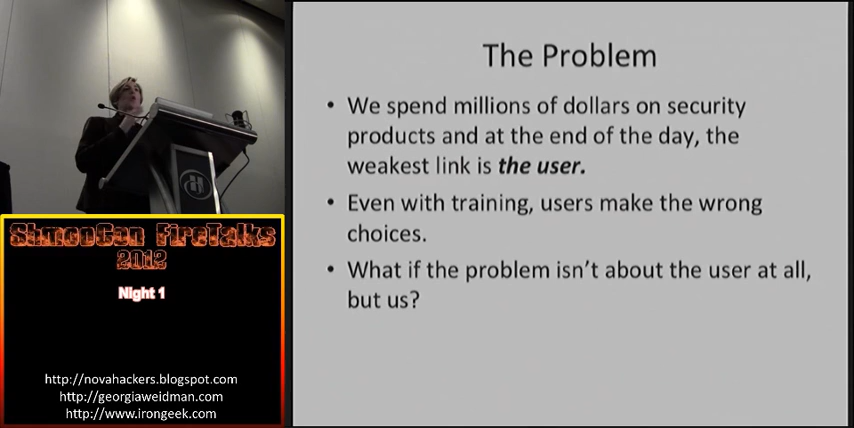 The Problem
• We spend millions of dollars on security
products and at the end of the day, the
weakest link is the user.
• Even with training, users make the wrong
choices.
• What if the problem isn't about the user at all,
but us?
ShmooCon FireTalks
2012
Night 1
http://novahackers.blogspot.com
http://georgiaweidman.com
http://www.irongeek.com